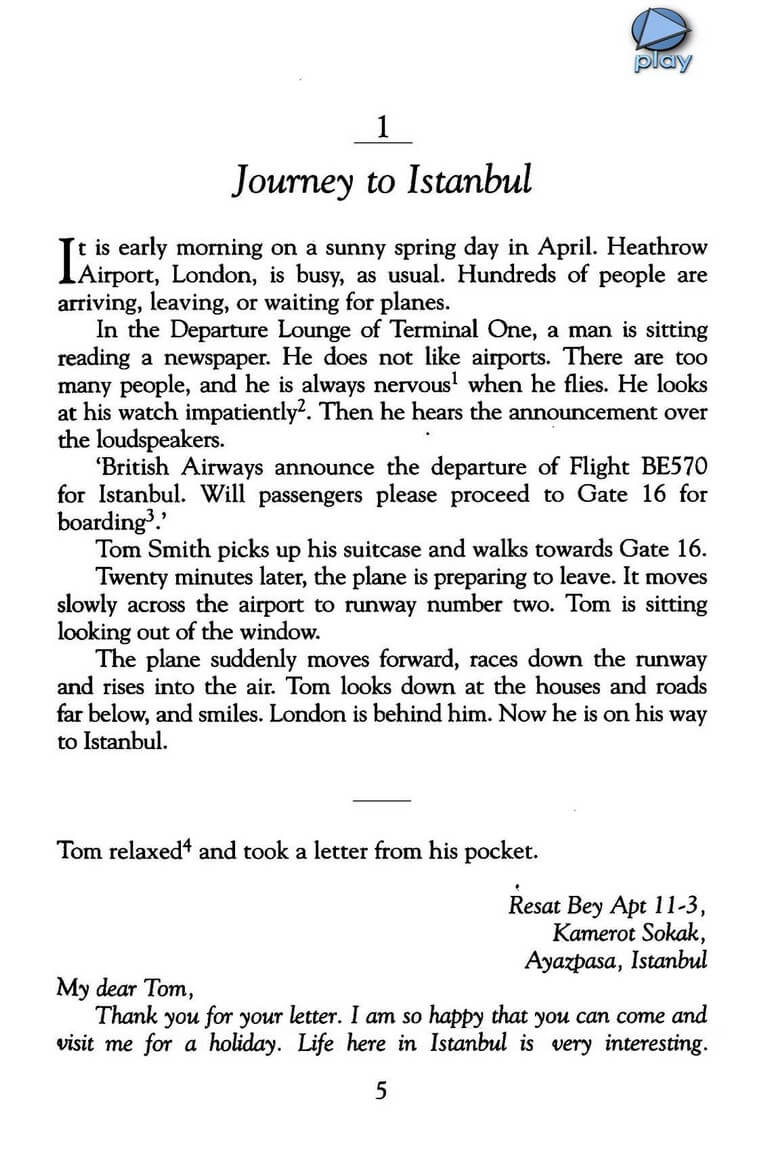 play
1
Journey to Istanbul
It is early morning on a sunny spring day in April. Heathrow
Airport, London, is busy, as usual. Hundreds of people are
arriving, leaving, or waiting for planes.
In the Departure Lounge of Terminal One, a man is sitting
reading a newspaper. He does not like airports. There are too
many people, and he is always nervous¹ when he flies. He looks
at his watch impatiently². Then he hears the announcement over
the loudspeakers.
‘British Airways announce the departure of Flight BE570
for Istanbul. Will passengers please proceed to Gate 16 for
boarding³.’
Tom Smith picks up his suitcase and walks towards Gate 16.
Twenty minutes later, the plane is preparing to leave. It moves
slowly across the airport to runway number two. Tom is sitting
looking out of the window.
The plane suddenly moves forward, races down the runway
and rises into the air. Tom looks down at the houses and roads
far below, and smiles. London is behind him. Now he is on his way
to Istanbul.
Tom relaxed⁴ and took a letter from his pocket.
Resat Bey Apt 11-3,
Kamerot Sokak,
Ayazpasa, Istanbul
My dear Tom,
Thank you for your letter. I am so happy that you can come and
visit me for a holiday. Life here in Istanbul is very interesting.
5